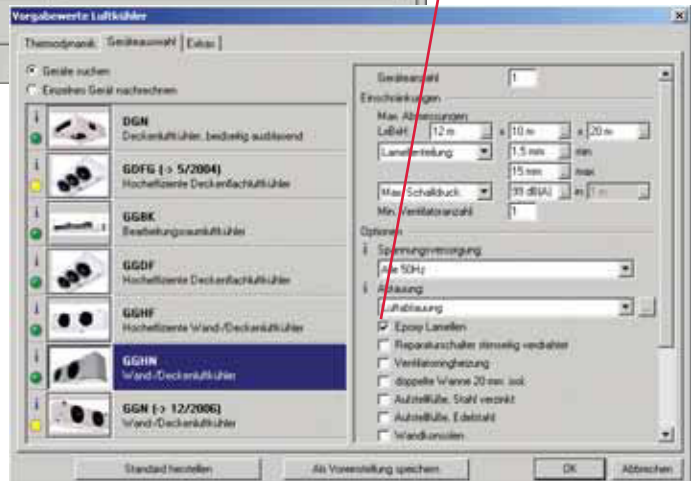 Vorgabewerte Luftkühler
Thermodynamik Geräteauswahl Extras
Geräte suchen
Einzelnes Gerät nachrechnen
DGN
Deckenluftkühler, beidseitig ausblasend
GDFG (-> 5/2004)
Hocheffizienter Deckenflachluftkühler
GGBK
Bearbeitungsraumluftkühler
GGDF
Hocheffiziente Deckenflachluftkühler
GGHF
Hocheffiziente Wand-/Deckenluftkühler
GGHN
Wand-/Deckenluftkühler
GGN (-> 12/2006)
Wand-/Deckenluftkühler
Geräteanzahl 1
Einschränkungen
Max. Abmessungen
LxBxH: 12 m x 10 m x 20 m
Lamellenteilung: 1,5 mm min
15 mm max
Max. Schalldruck 99 dB(A) in
Min. Ventilatoranzahl 1
Optionen
Spannungsversorgung
Alle 50Hz
Abtauung
Luftabtauung
Epoxy Lamellen
Reparaturschalter stirnseitig verdrahtet
Ventilatorringheizung
doppelte Wanne 20 mm isol.
Aufstellfüße, Stahl verzinkt
Aufstellfüße, Edelstahl
Wandkonsolen
Standard herstellen Als Voreinstellung speichern OK Abbrechen